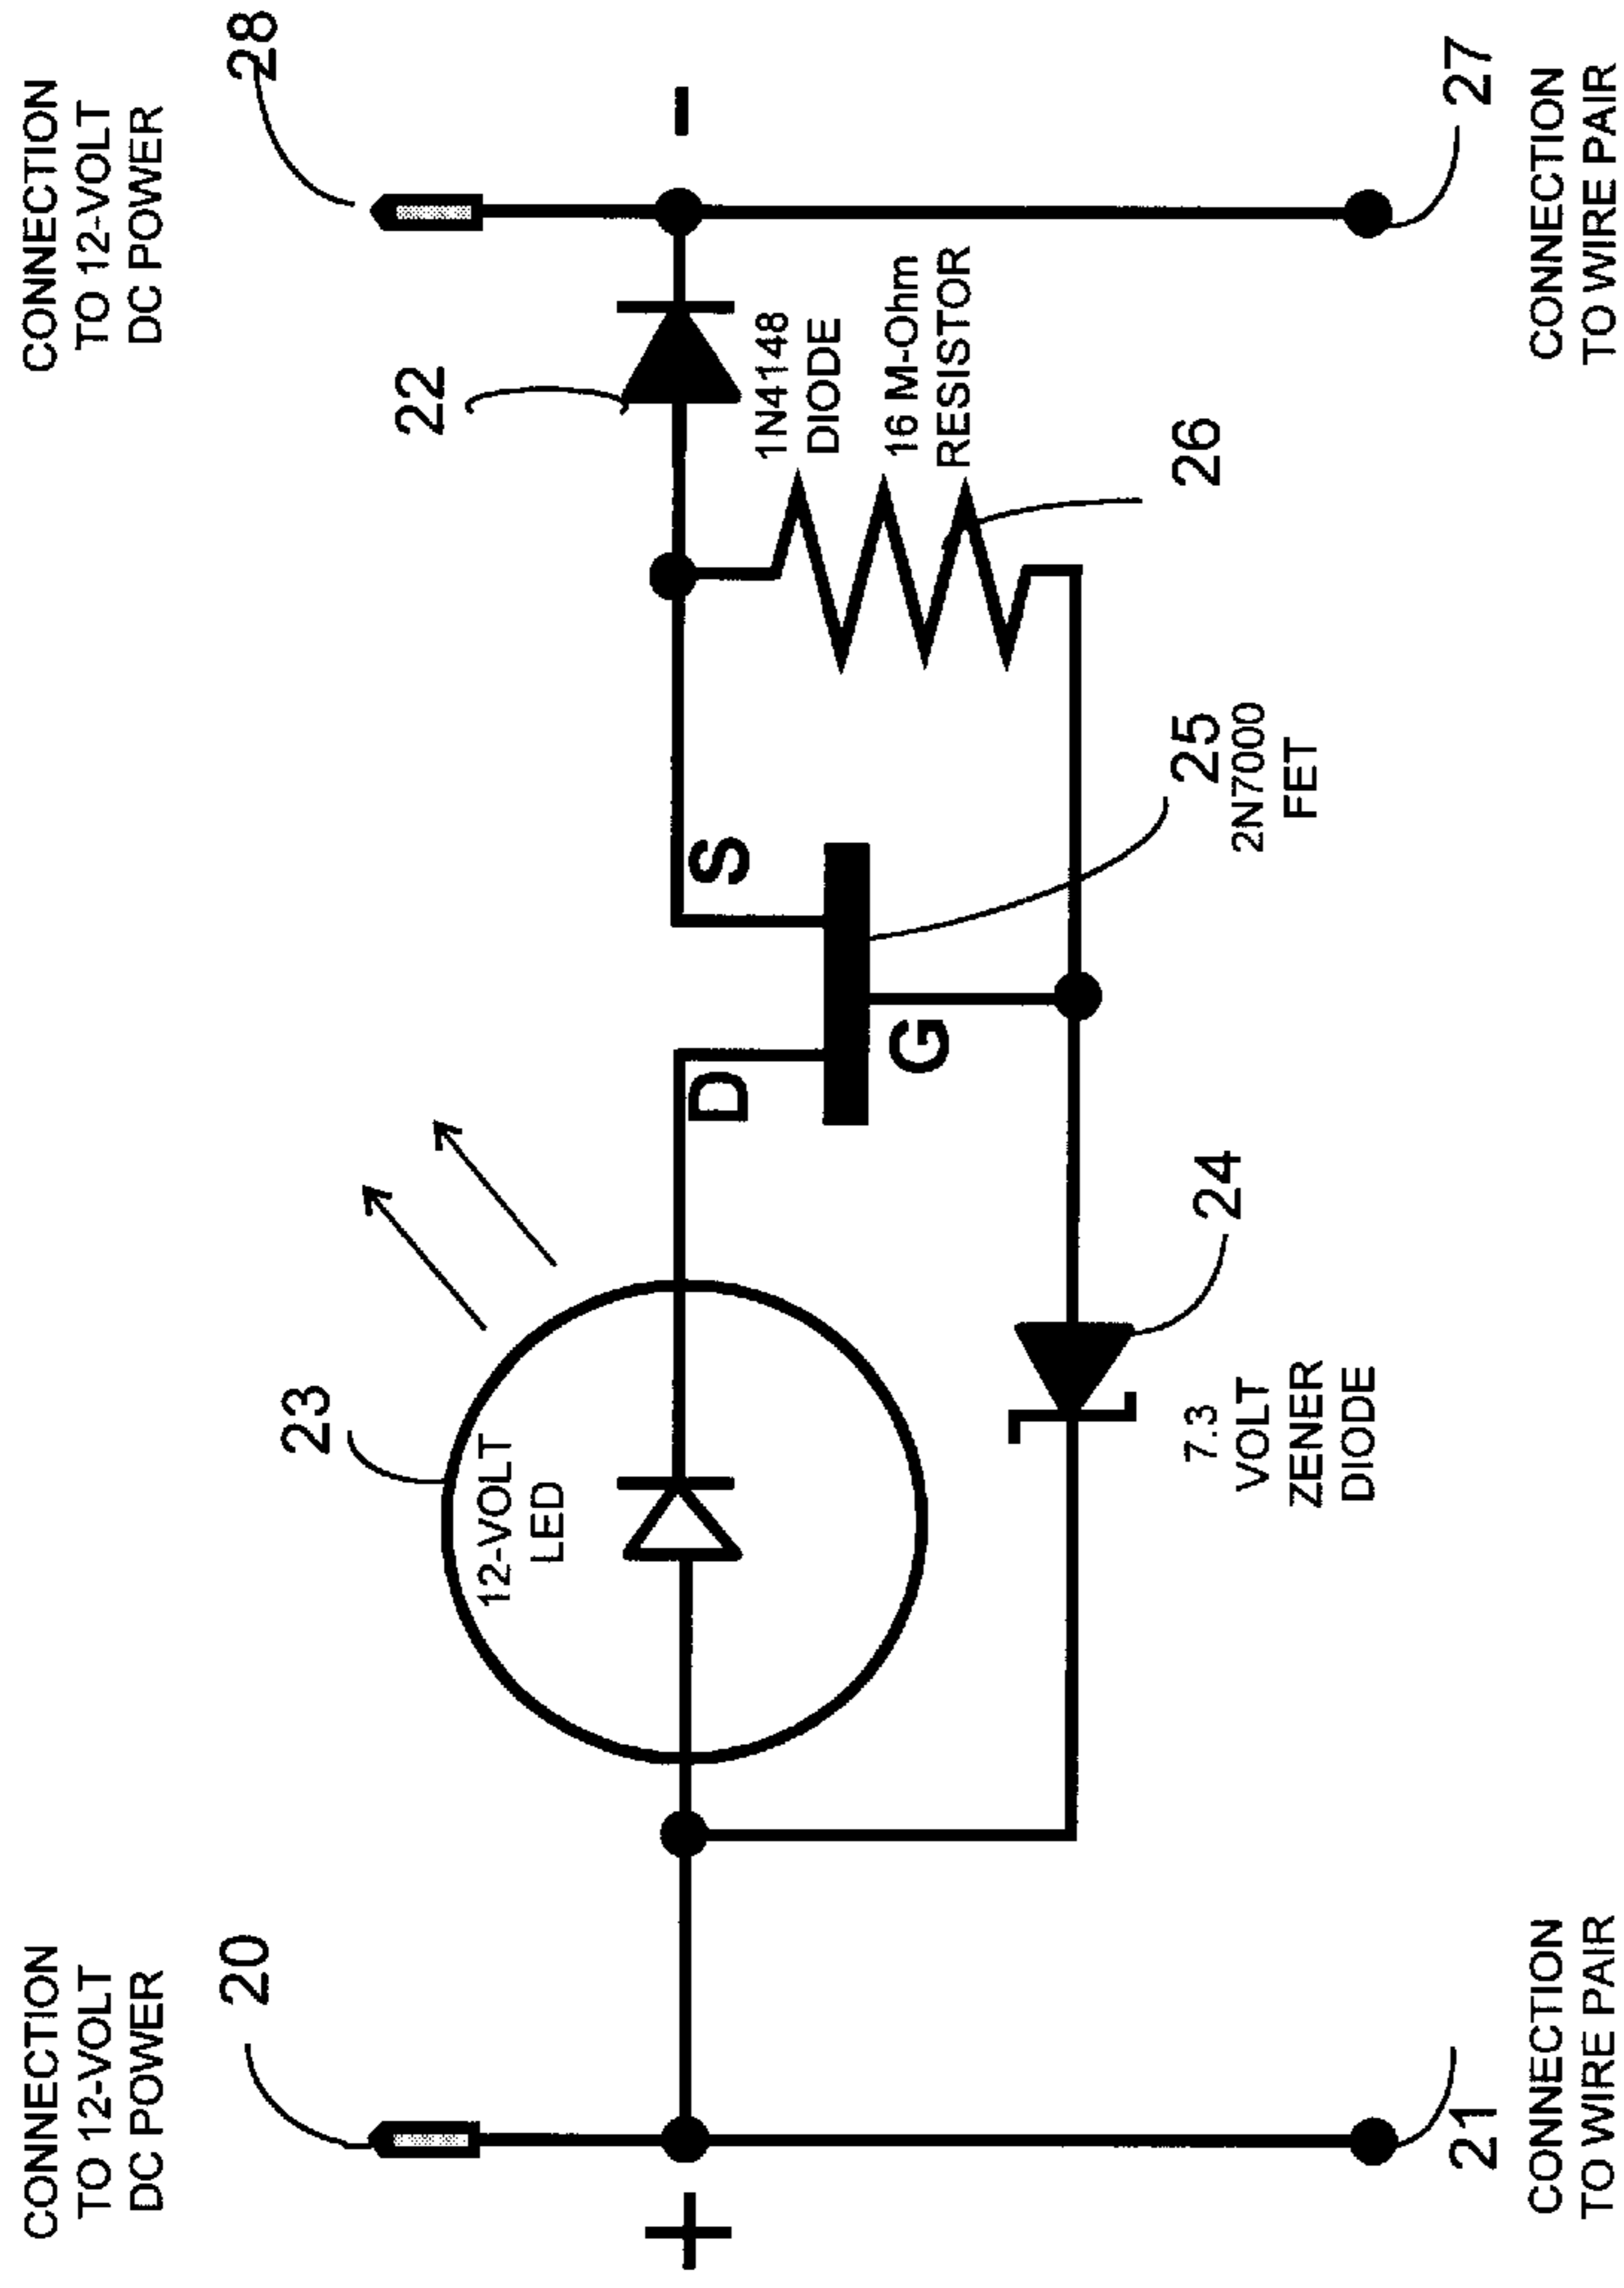 CONNECTION
TO 12-VOLT
DC POWER
CONNECTION
TO 12-VOLT
DC POWER
20
28
23
22
12-VOLT
LED
+
-
D
S
1N4148
DIODE
16 M-Ohm
RESISTOR
G
24
25
2N7000
FET
26
7.3
VOLT
ZENER
DIODE
21
27
CONNECTION
TO WIRE PAIR
CONNECTION
TO WIRE PAIR